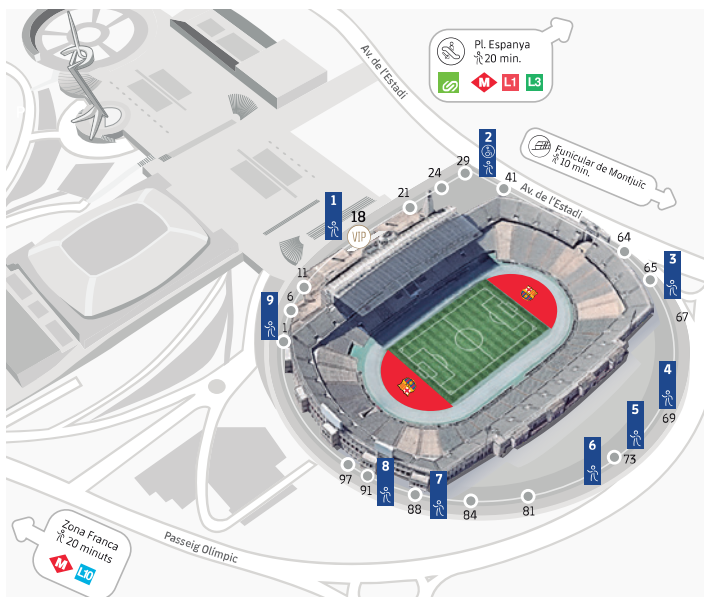 Pl. Espanya
20 min.
M L1 L3
Av. de l'Estadi
2
29
24
41
Funicular de Montjuïc
10 min.
Av. de l'Estadi
1
21
18
VIP
64
3
65
11
6
67
9
1
4
69
5
6
73
97
8
91
7
88
84
81
Zona Franca
20 minuts
M L10
Passeig Olímpic